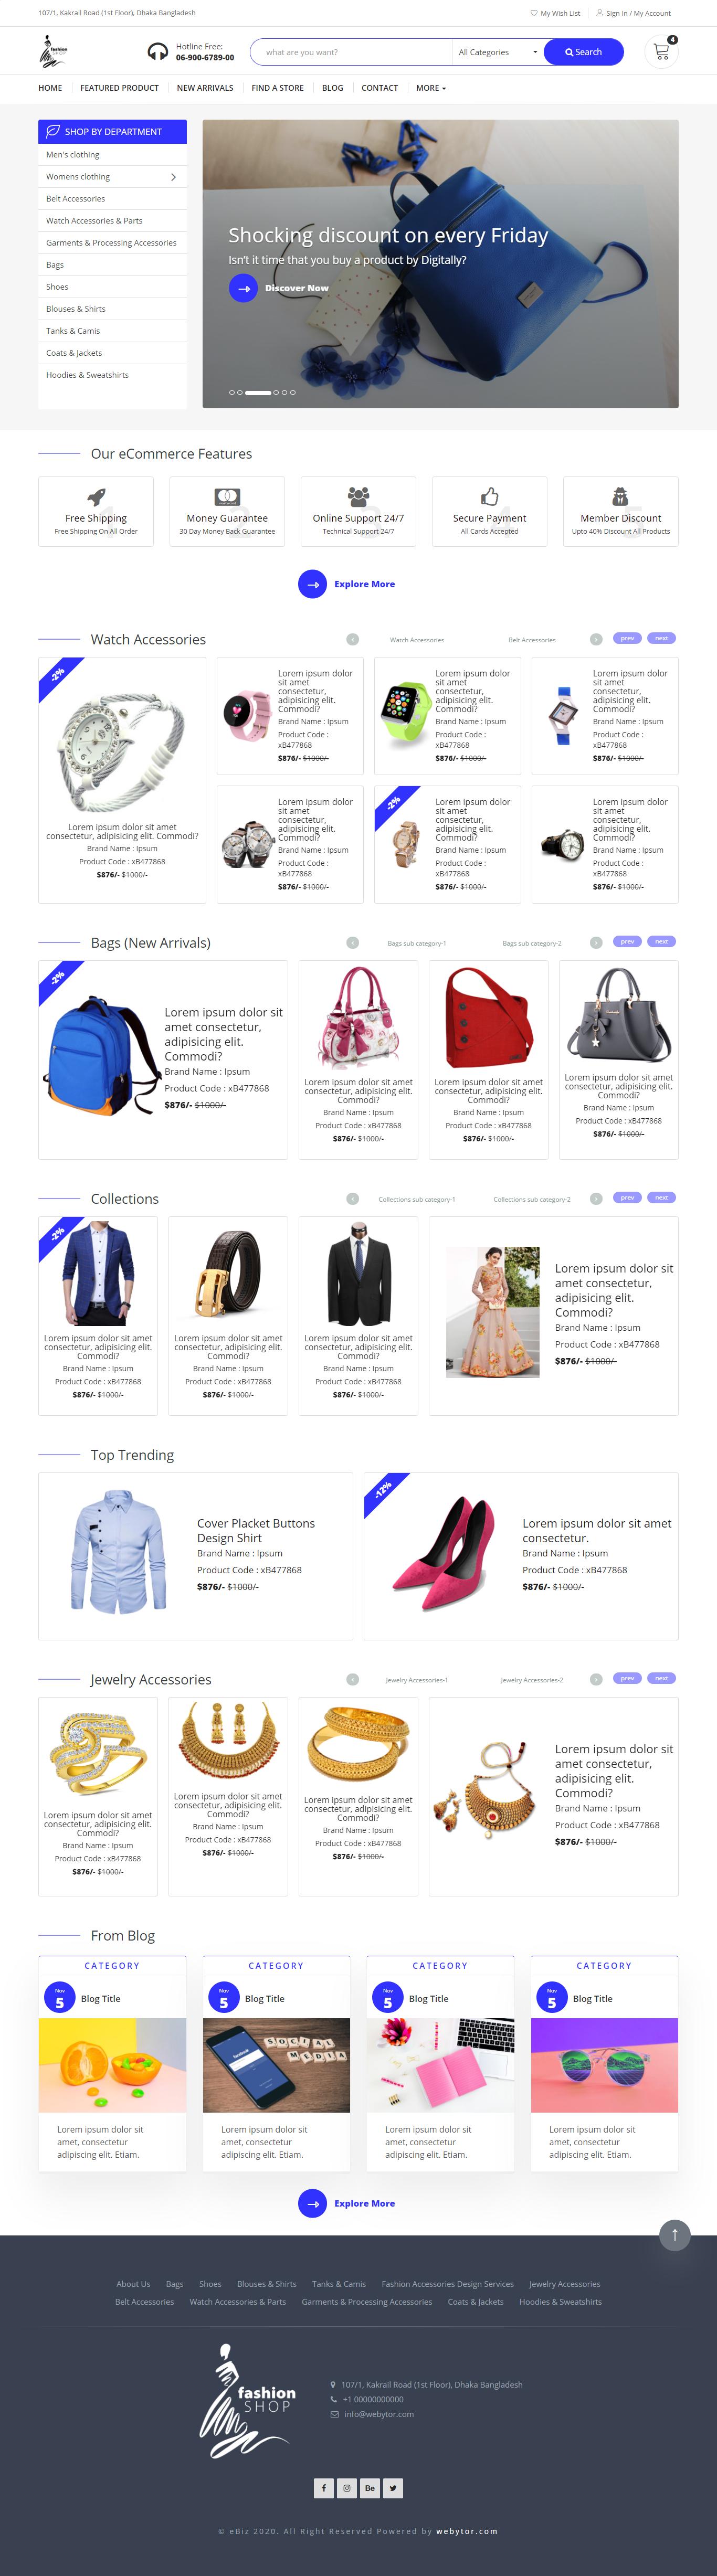 107/1, Kakrail Road (1st Floor), Dhaka Bangladesh
My Wish List
Sign In / My Account
fashion
SHOP
Hotline Free:
06-900-6789-00
what are you want?
All Categories
Search
4
HOME
FEATURED PRODUCT
NEW ARRIVALS
FIND A STORE
BLOG
CONTACT
MORE
SHOP BY DEPARTMENT
Men's clothing
Womens clothing
Belt Accessories
Watch Accessories & Parts
Garments & Processing Accessories
Bags
Shoes
Blouses & Shirts
Tanks & Camis
Coats & Jackets
Hoodies & Sweatshirts
Shocking discount on every Friday
Isn't it time that you buy a product by Digitally?
Discover Now
Our eCommerce Features
Free Shipping
Free Shipping On All Order
Money Guarantee
30 Day Money Back Guarantee
Online Support 24/7
Technical Support 24/7
Secure Payment
All Cards Accepted
Member Discount
Upto 40% Discount All Products
Explore More
Watch Accessories
Watch Accessories
Belt Accessories
prev
next
-2%
Lorem ipsum dolor sit amet
consectetur, adipisicing elit. Commodi?
Brand Name : Ipsum
Product Code : xB477868
$876/- $1000/-
Lorem ipsum dolor
sit amet
consectetur,
adipisicing elit.
Commodi?
Brand Name : Ipsum
Product Code :
xB477868
$876/- $1000/-
Lorem ipsum dolor
sit amet
consectetur,
adipisicing elit.
Commodi?
Brand Name : Ipsum
Product Code :
xB477868
$876/- $1000/-
Lorem ipsum dolor
sit amet
consectetur,
adipisicing elit.
Commodi?
Brand Name : Ipsum
Product Code :
xB477868
$876/- $1000/-
Lorem ipsum dolor
sit amet
consectetur,
adipisicing elit.
Commodi?
Brand Name : Ipsum
Product Code :
xB477868
$876/- $1000/-
-2%
Lorem ipsum dolor
sit amet
consectetur,
adipisicing elit.
Commodi?
Brand Name : Ipsum
Product Code :
xB477868
$876/- $1000/-
Lorem ipsum dolor
sit amet
consectetur,
adipisicing elit.
Commodi?
Brand Name : Ipsum
Product Code :
xB477868
$876/- $1000/-
Bags (New Arrivals)
Bags sub category-1
Bags sub category-2
prev
next
-2%
Lorem ipsum dolor sit
amet consectetur,
adipisicing elit.
Commodi?
Brand Name : Ipsum
Product Code : xB477868
$876/- $1000/-
Lorem ipsum dolor sit amet
consectetur, adipisicing elit.
Commodi?
Brand Name : Ipsum
Product Code : xB477868
$876/- $1000/-
Lorem ipsum dolor sit amet
consectetur, adipisicing elit.
Commodi?
Brand Name : Ipsum
Product Code : xB477868
$876/- $1000/-
Lorem ipsum dolor sit amet
consectetur, adipisicing elit.
Commodi?
Brand Name : Ipsum
Product Code : xB477868
$876/- $1000/-
Collections
Collections sub category-1
Collections sub category-2
prev
next
-2%
Lorem ipsum dolor sit amet
consectetur, adipisicing elit.
Commodi?
Brand Name : Ipsum
Product Code : xB477868
$876/- $1000/-
Lorem ipsum dolor sit amet
consectetur, adipisicing elit.
Commodi?
Brand Name : Ipsum
Product Code : xB477868
$876/- $1000/-
Lorem ipsum dolor sit amet
consectetur, adipisicing elit.
Commodi?
Brand Name : Ipsum
Product Code : xB477868
$876/- $1000/-
Lorem ipsum dolor sit
amet consectetur,
adipisicing elit.
Commodi?
Brand Name : Ipsum
Product Code : xB477868
$876/- $1000/-
Top Trending
Cover Placket Buttons
Design Shirt
Brand Name : Ipsum
Product Code : xB477868
$876/- $1000/-
-12%
Lorem ipsum dolor sit amet
consectetur.
Brand Name : Ipsum
Product Code : xB477868
$876/- $1000/-
Jewelry Accessories
Jewelry Accessories-1
Jewelry Accessories-2
prev
next
Lorem ipsum dolor sit amet
consectetur, adipisicing elit.
Commodi?
Brand Name : Ipsum
Product Code : xB477868
$876/- $1000/-
Lorem ipsum dolor sit amet
consectetur, adipisicing elit.
Commodi?
Brand Name : Ipsum
Product Code : xB477868
$876/- $1000/-
Lorem ipsum dolor sit amet
consectetur, adipisicing elit.
Commodi?
Brand Name : Ipsum
Product Code : xB477868
$876/- $1000/-
Lorem ipsum dolor sit
amet consectetur,
adipisicing elit.
Commodi?
Brand Name : Ipsum
Product Code : xB477868
$876/- $1000/-
From Blog
CATEGORY
Nov
5
Blog Title
Lorem ipsum dolor sit
amet, consectetur
adipiscing elit. Etiam.
CATEGORY
Nov
5
Blog Title
SOCIAL
MEDIA
Lorem ipsum dolor sit
amet, consectetur
adipiscing elit. Etiam.
CATEGORY
Nov
5
Blog Title
Lorem ipsum dolor sit
amet, consectetur
adipiscing elit. Etiam.
CATEGORY
Nov
5
Blog Title
Lorem ipsum dolor sit
amet, consectetur
adipiscing elit. Etiam.
Explore More
About Us
Bags
Shoes
Blouses & Shirts
Tanks & Camis
Fashion Accessories Design Services
Jewelry Accessories
Belt Accessories
Watch Accessories & Parts
Garments & Processing Accessories
Coats & Jackets
Hoodies & Sweatshirts
fashion
SHOP
107/1, Kakrail Road (1st Floor), Dhaka Bangladesh
+1 00000000000
info@webytor.com
Bē
© eBiz 2020. All Right Reserved Powered by webytor.com